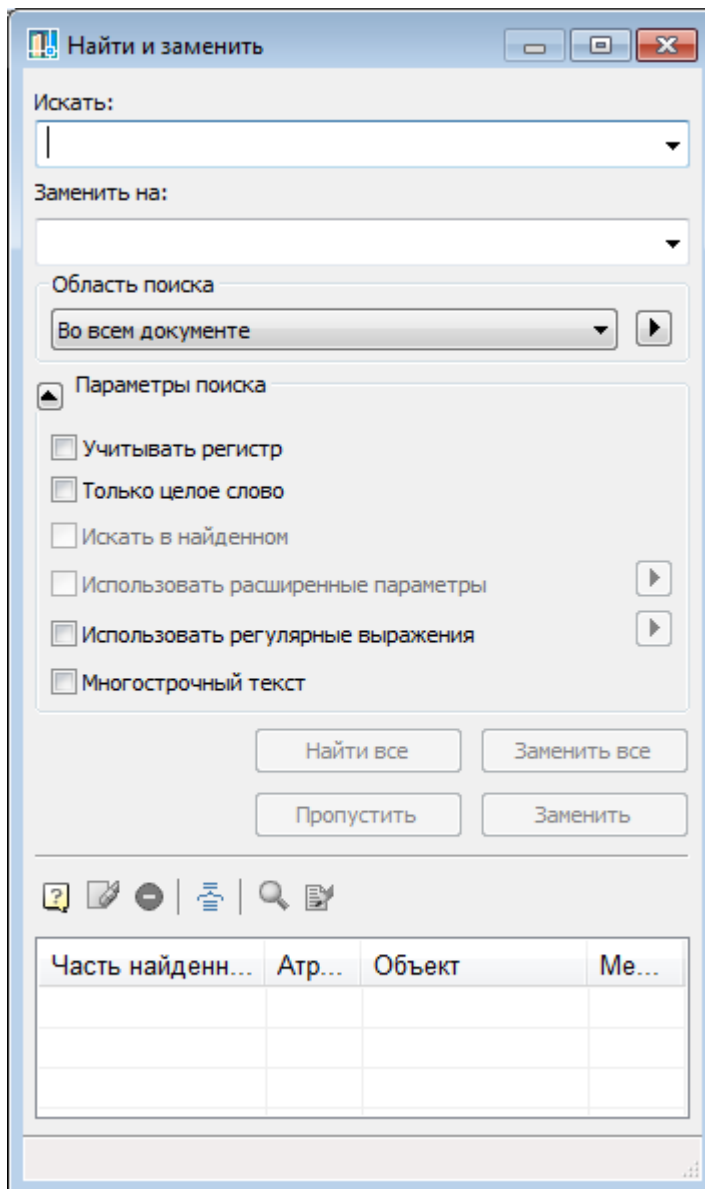 Найти и заменить
Искать:
Заменить на:
Область поиска
Во всем документе
Параметры поиска
Учитывать регистр
Только целое слово
Искать в найденном
Использовать расширенные параметры
Использовать регулярные выражения
Многострочный текст
Найти все Заменить все
Пропустить Заменить
Часть найденн... Атр... Объект Ме...